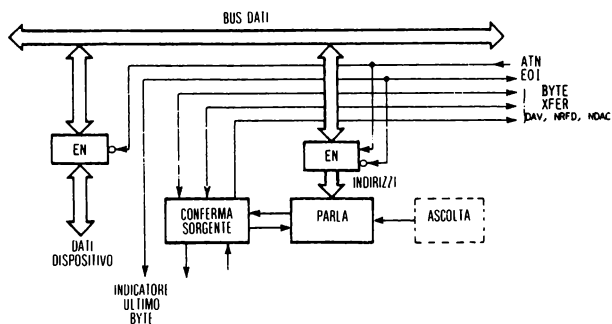 BUS DATI
ATN
EOI
BYTE
XFER
DAV, NRFD, NDAC
EN
EN
INDIRIZZI
CONFERMA
SORGENTE
PARLA
ASCOLTA
DATI
DISPOSITIVO
INDICATORE
ULTIMO
BYTE